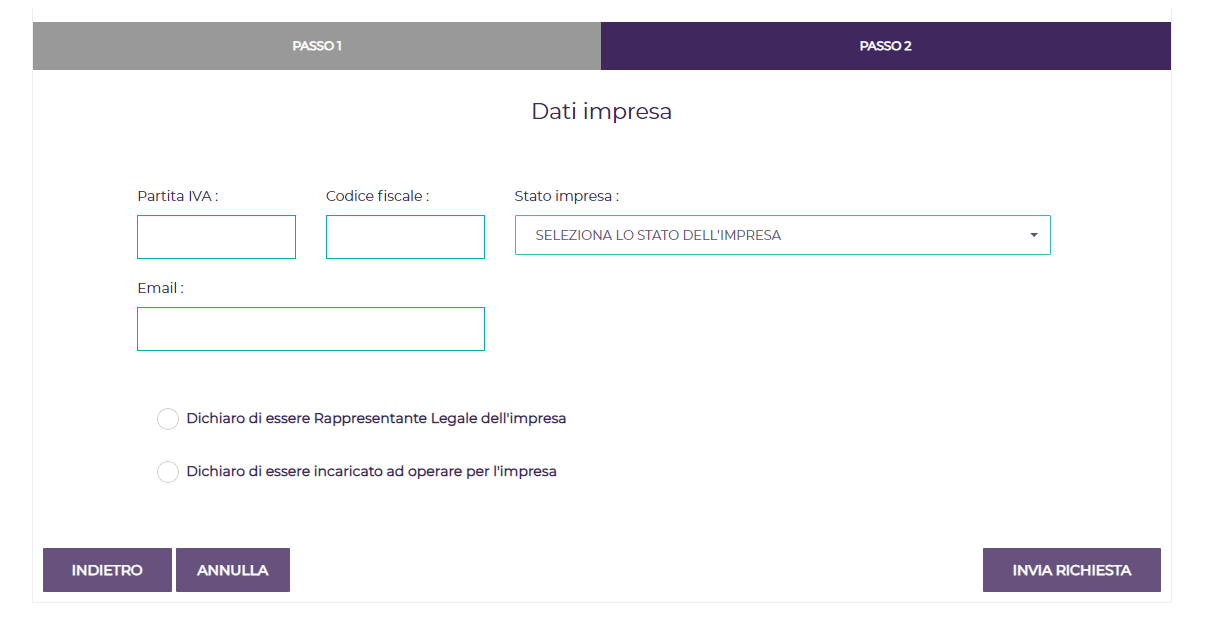 PASSO 1
PASSO 2
Dati impresa
Partita IVA :
Codice fiscale :
Stato impresa :
SELEZIONA LO STATO DELL'IMPRESA
Email :
Dichiaro di essere Rappresentante Legale dell'impresa
Dichiaro di essere incaricato ad operare per l'impresa
INDIETRO
ANNULLA
INVIA RICHIESTA